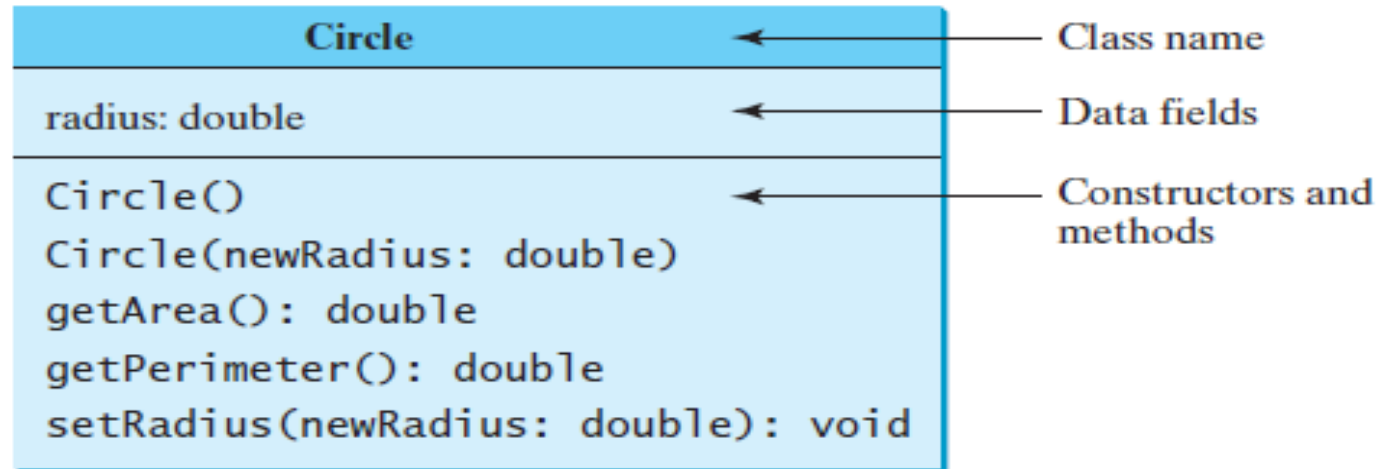 Circle
Class name
radius: double
Data fields
Circle()
Constructors and
methods
Circle(newRadius: double)
getArea(): double
getPerimeter(): double
setRadius(newRadius: double): void